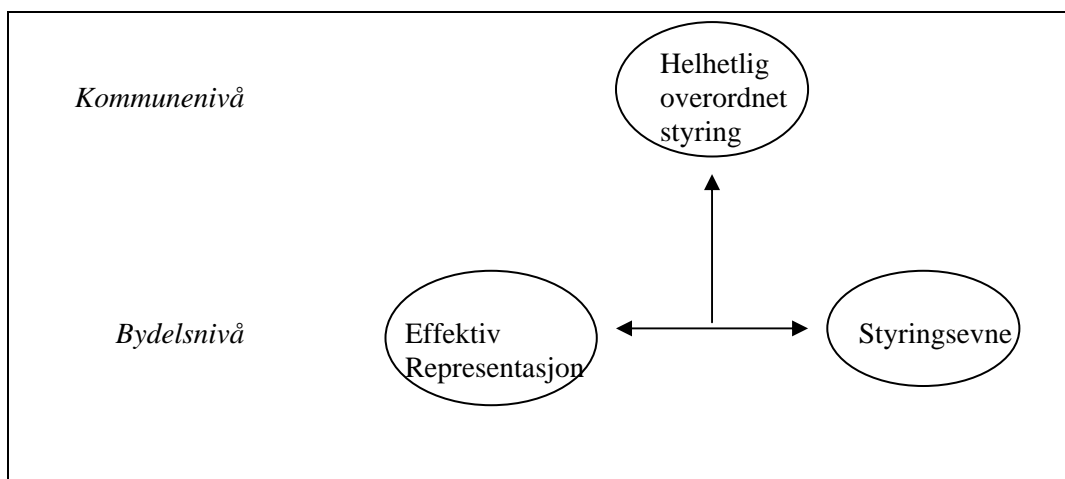 Kommunenivå
Helhetlig
overordnet
styring
Bydelsnivå
Effektiv
Representasjon
Styringsevne